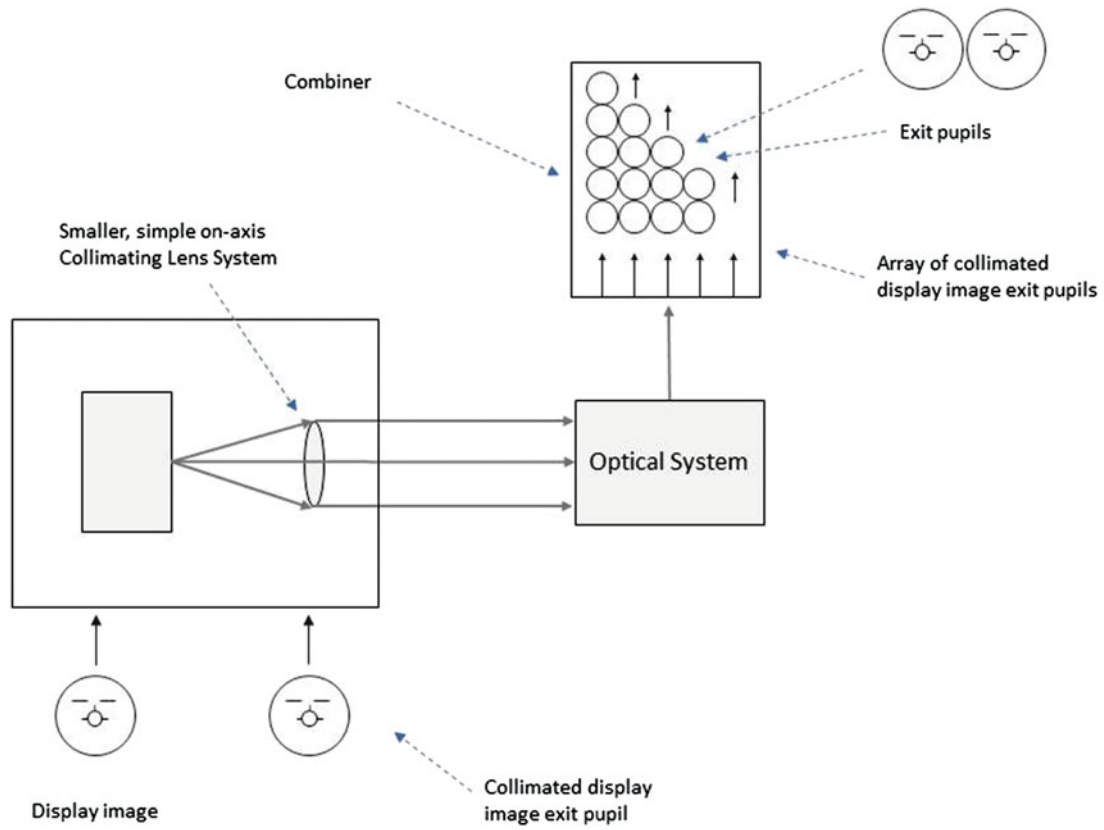 Combiner
Exit pupils
Smaller, simple on-axis
Collimating Lens System
Array of collimated
display image exit pupils
Optical System
Display image
Collimated display
image exit pupil